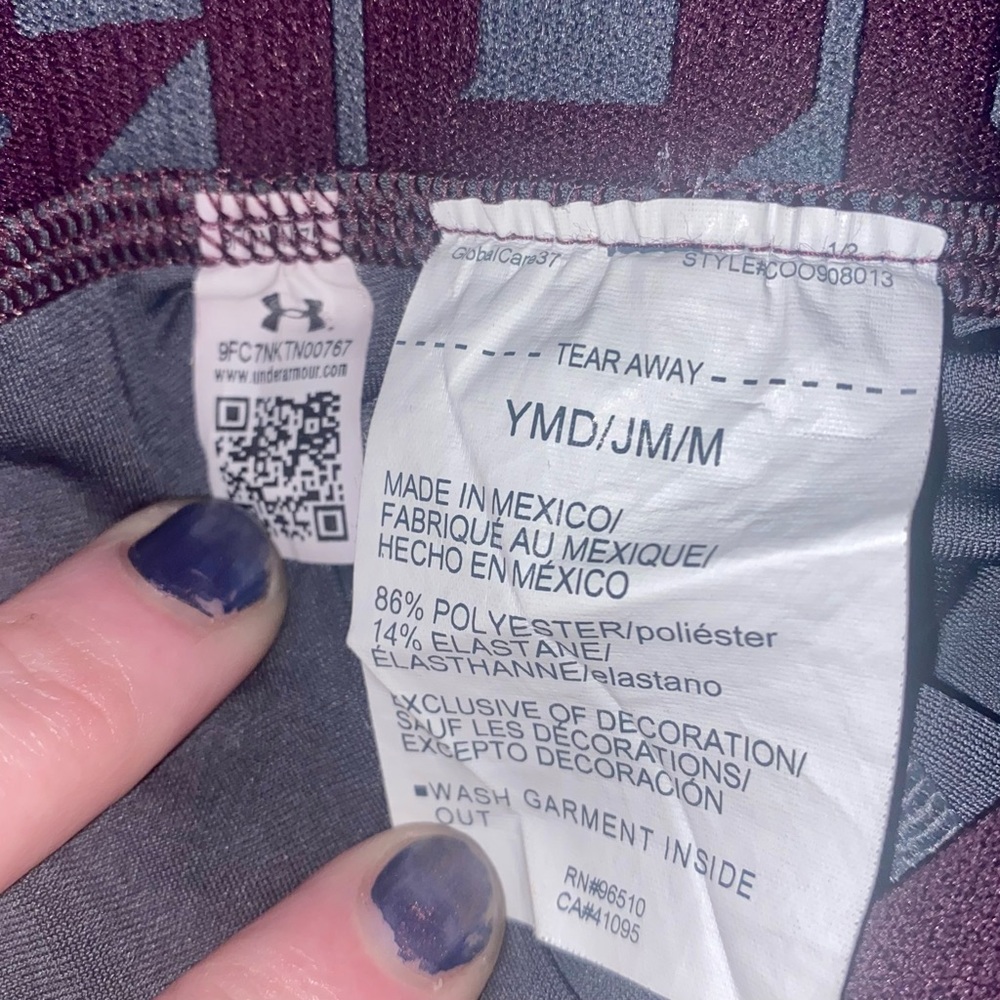 9FC7NKTN00767
www.underarmour.com
GlobalCare37
1/2
STYLE#COO908013
TEAR AWAY
YMD/JM/M
MADE IN MEXICO/
FABRIQUÉ AU MEXIQUE/
HECHO EN MÉXICO
86% POLYESTER/poliéster
14% ELASTANE/
ÉLASTHANNE/elastano
EXCLUSIVE OF DECORATION/
SAUF LES DÉCORATIONS/
EXCEPTO DECORACIÓN
■WASH GARMENT INSIDE
OUT
RN#96510
CA#41095